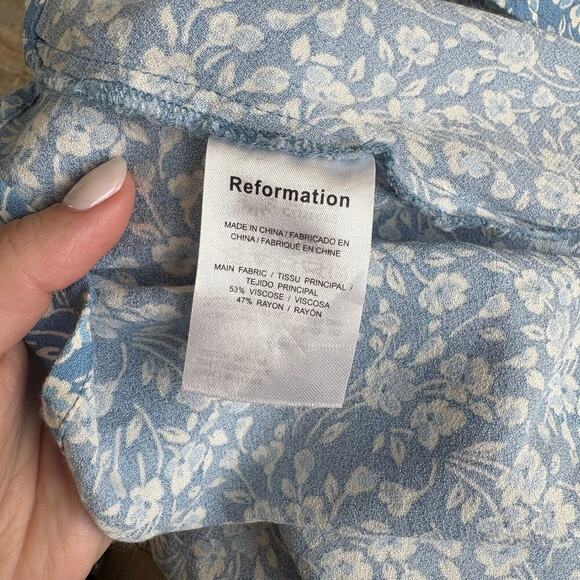 Reformation
MADE IN CHINA / FABRICADO EN
CHINA / FABRIQUÉ EN CHINE
MAIN FABRIC / TISSU PRINCIPAL /
TEJIDO PRINCIPAL
53% VISCOSE / VISCOSA
47% RAYON / RAYÓN